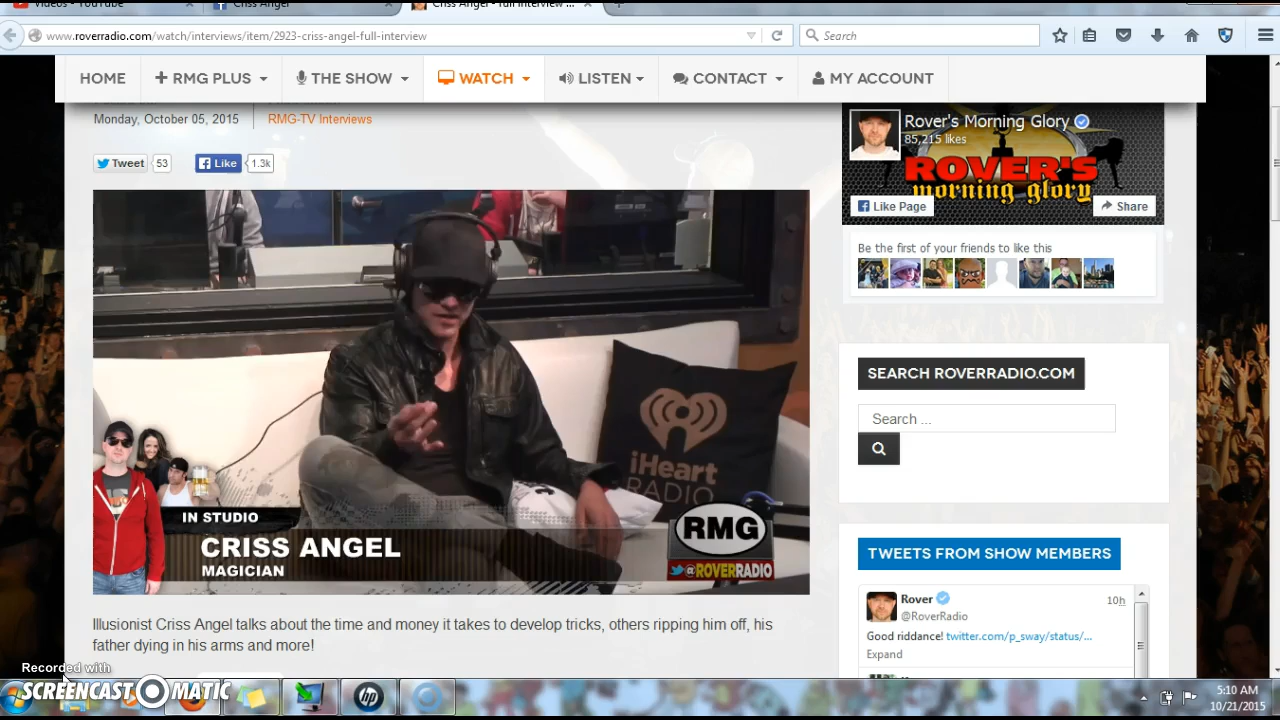 Videos - YouTube
Criss Angel
Criss Angel - full interview ...
www.roverradio.com/watch/interviews/item/2923-criss-angel-full-interview
Search
HOME
RMG PLUS
THE SHOW
WATCH
LISTEN
CONTACT
MY ACCOUNT
Monday, October 05, 2015
RMG-TV Interviews
Tweet
53
Like
1.3k
Rover's Morning Glory
85,215 likes
ROVER'S
morning glory
Like Page
Share
Be the first of your friends to like this
iHeart
RADIO
IN STUDIO
CRISS ANGEL
MAGICIAN
RMG
@ROVERRADIO
Illusionist Criss Angel talks about the time and money it takes to develop tricks, others ripping him off, his
father dying in his arms and more!
SEARCH ROVERRADIO.COM
Search ...
TWEETS FROM SHOW MEMBERS
Rover
10h
@RoverRadio
Good riddance! twitter.com/p_sway/status/...
Expand
Recorded with
SCREENCAST-O-MATIC
hp
5:10 AM
10/21/2015